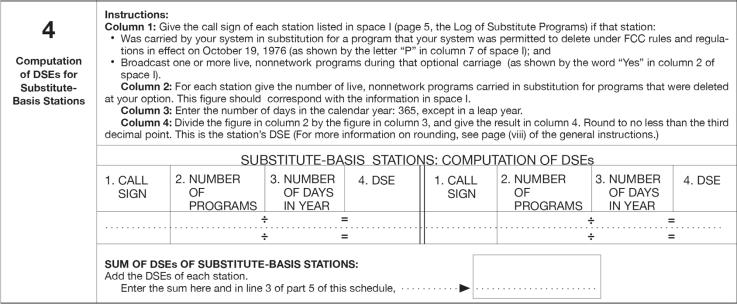 4
Computation
of DSEs for
Substitute-
Basis Stations
Instructions:
Column 1: Give the call sign of each station listed in space I (page 5, the Log of Substitute Programs) if that station:
• Was carried by your system in substitution for a program that your system was permitted to delete under FCC rules and regula-
tions in effect on October 19, 1976 (as shown by the letter “P” in column 7 of space I); and
• Broadcast one or more live, nonnetwork programs during that optional carriage (as shown by the word “Yes” in column 2 of
space I).
Column 2: For each station give the number of live, nonnetwork programs carried in substitution for programs that were deleted
at your option. This figure should correspond with the information in space I.
Column 3: Enter the number of days in the calendar year: 365, except in a leap year.
Column 4: Divide the figure in column 2 by the figure in column 3, and give the result in column 4. Round to no less than the third
decimal point. This is the station’s DSE (For more information on rounding, see page (viii) of the general instructions.)
SUBSTITUTE-BASIS STATIONS: COMPUTATION OF DSEs
1. CALL 2. NUMBER 3. NUMBER 4. DSE 1. CALL 2. NUMBER 3. NUMBER 4. DSE
SIGN OF OF DAYS SIGN OF OF DAYS
PROGRAMS IN YEAR PROGRAMS IN YEAR
÷ = ÷ =
÷ = ÷ =
SUM OF DSEs OF SUBSTITUTE-BASIS STATIONS:
Add the DSEs of each station.
Enter the sum here and in line 3 of part 5 of this schedule,